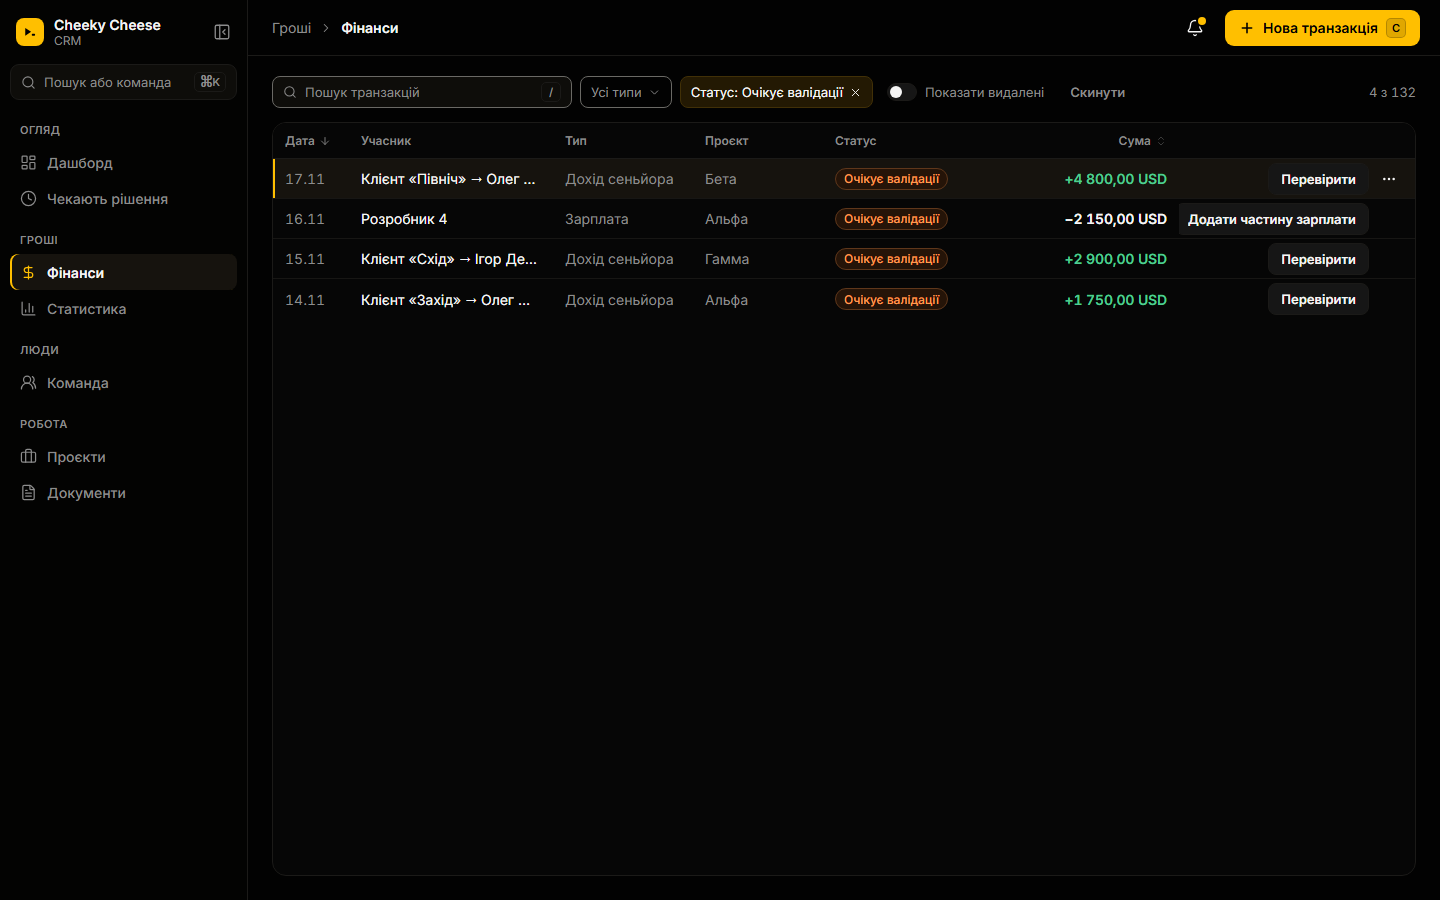 Cheeky Cheese
CRM
Пошук або команда ⌘K
ОГЛЯД
Дашборд
Чекають рішення
ГРОШІ
Фінанси
Статистика
ЛЮДИ
Команда
РОБОТА
Проєкти
Документи
Гроші > Фінанси
+ Нова транзакція C
Пошук транзакцій /
Усі типи
Статус: Очікує валідації ×
Показати видалені
Скинути
4 з 132
Дата ↓ Учасник Тип Проєкт Статус Сума
17.11 Клієнт «Північ» → Олег ... Дохід сеньйора Бета Очікує валідації +4 800,00 USD Перевірити ...
16.11 Розробник 4 Зарплата Альфа Очікує валідації −2 150,00 USD Додати частину зарплати
15.11 Клієнт «Схід» → Ігор Де... Дохід сеньйора Гамма Очікує валідації +2 900,00 USD Перевірити
14.11 Клієнт «Захід» → Олег ... Дохід сеньйора Альфа Очікує валідації +1 750,00 USD Перевірити